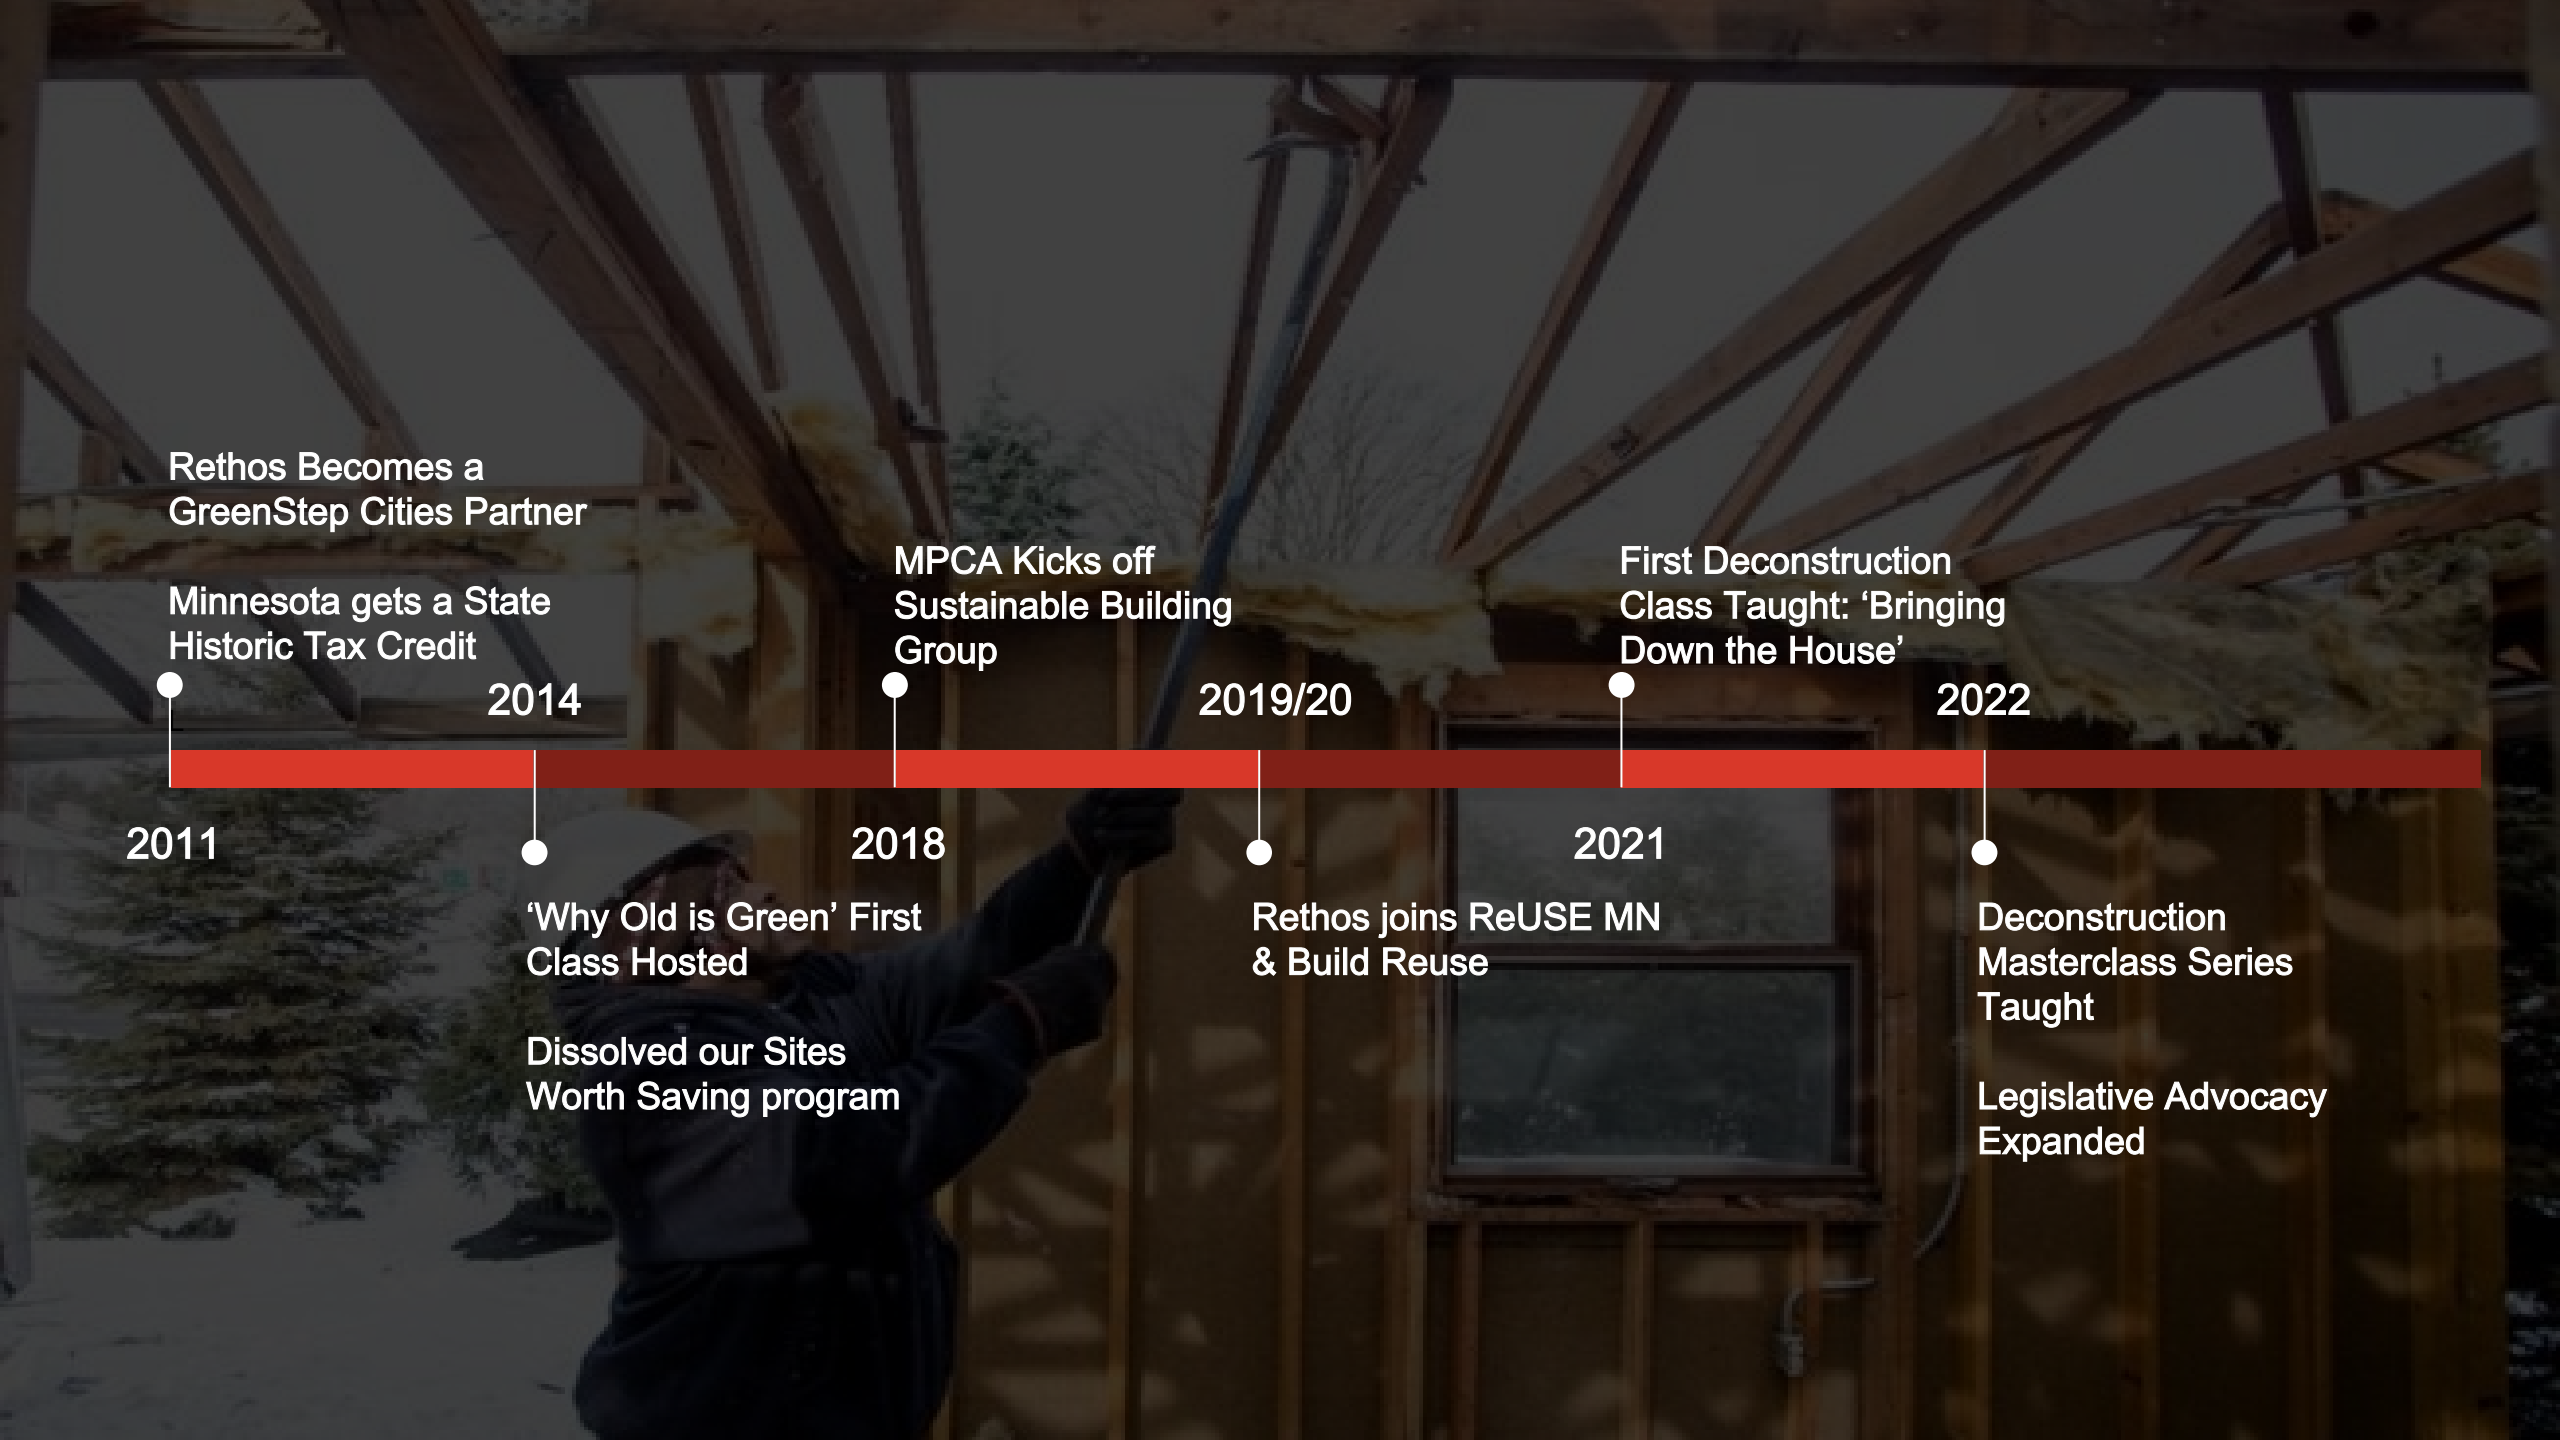 Rethos Becomes a
GreenStep Cities Partner
Minnesota gets a State
Historic Tax Credit
2011
2014
‘Why Old is Green’ First
Class Hosted
Dissolved our Sites
Worth Saving program
MPCA Kicks off
Sustainable Building
Group
2018
2019/20
Rethos joins ReUSE MN
& Build Reuse
First Deconstruction
Class Taught: ‘Bringing
Down the House’
2021
2022
Deconstruction
Masterclass Series
Taught
Legislative Advocacy
Expanded